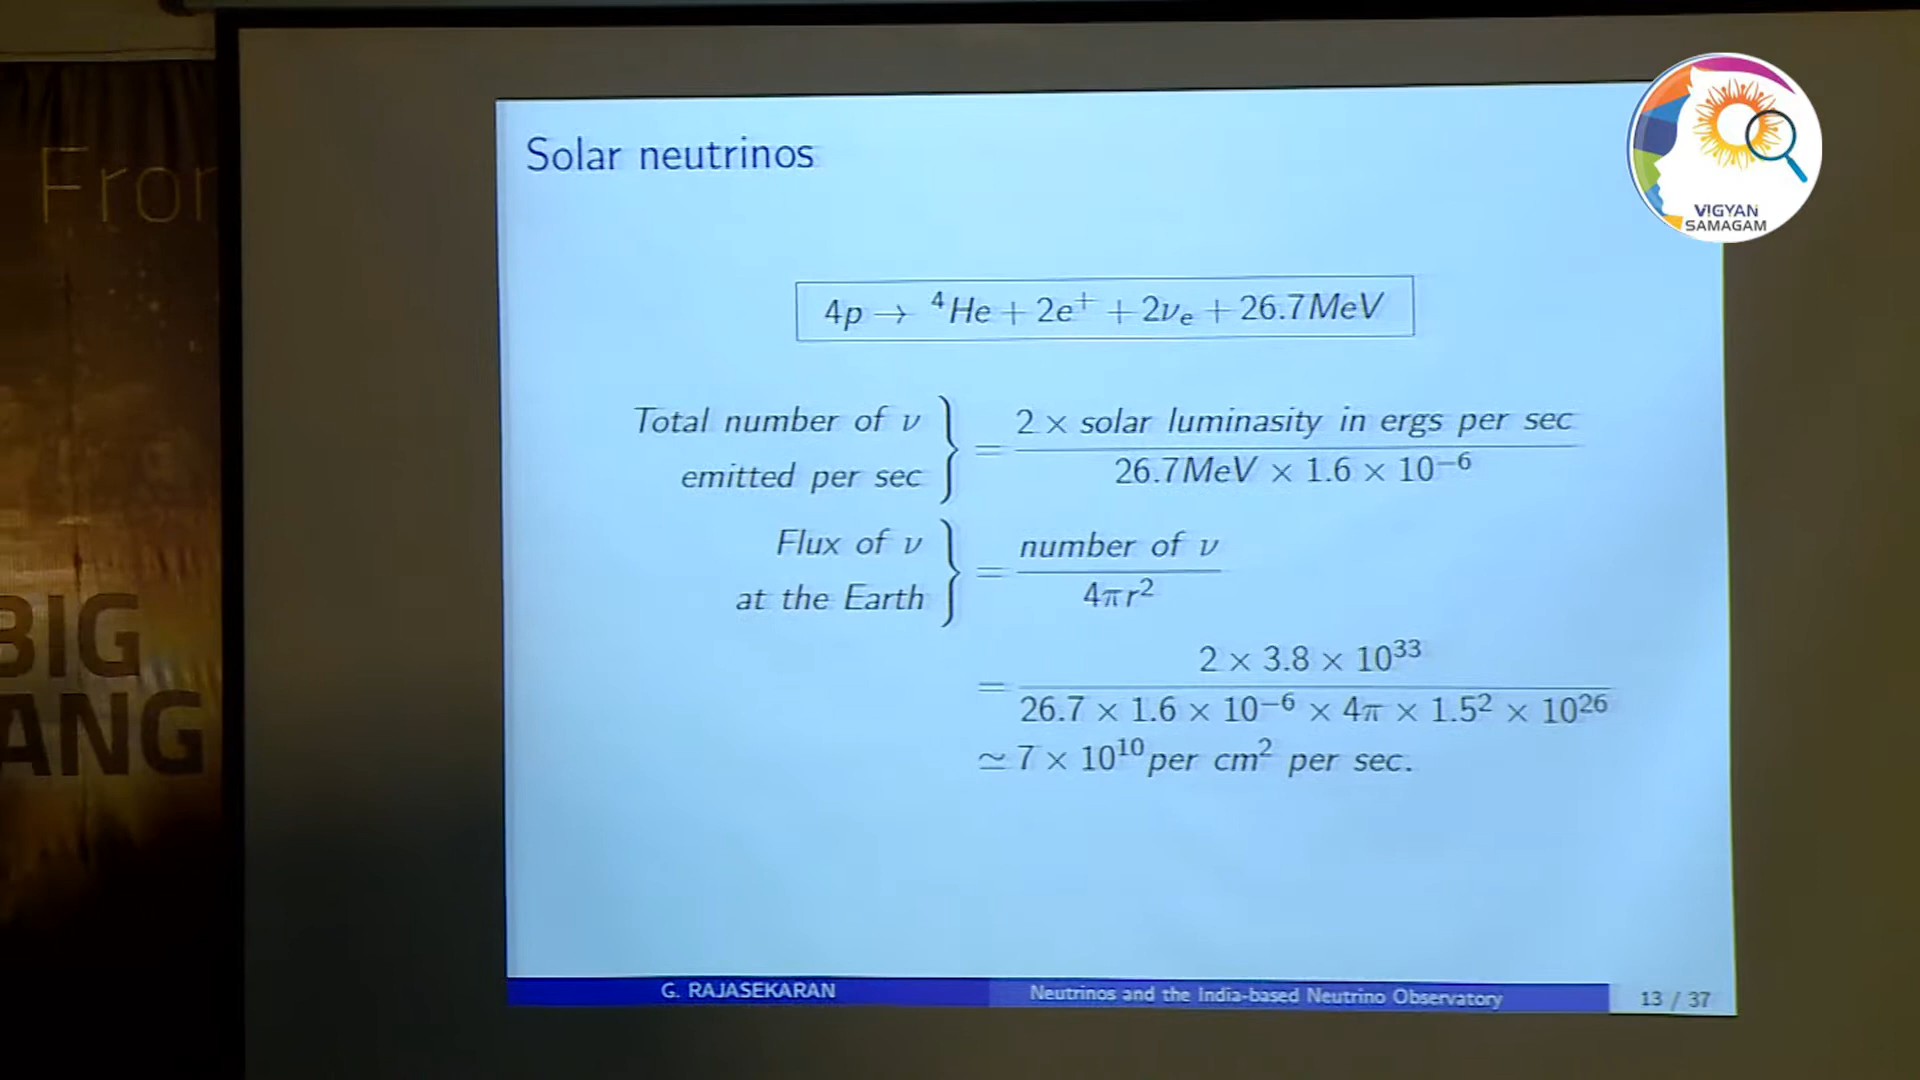 Fror
BIG
ANG
VIGYAN
SAMAGAM
Solar neutrinos
4p → ⁴He + 2e⁺ + 2νₑ + 26.7MeV
Total number of ν emitted per sec } = 2 × solar luminasity in ergs per sec / 26.7MeV × 1.6 × 10⁻⁶
Flux of ν at the Earth } = number of ν / 4πr²
= 2 × 3.8 × 10³³ / 26.7 × 1.6 × 10⁻⁶ × 4π × 1.5² × 10²⁶
≃ 7 × 10¹⁰ per cm² per sec.
G. RAJASEKARAN
Neutrinos and the India-based Neutrino Observatory
13 / 37